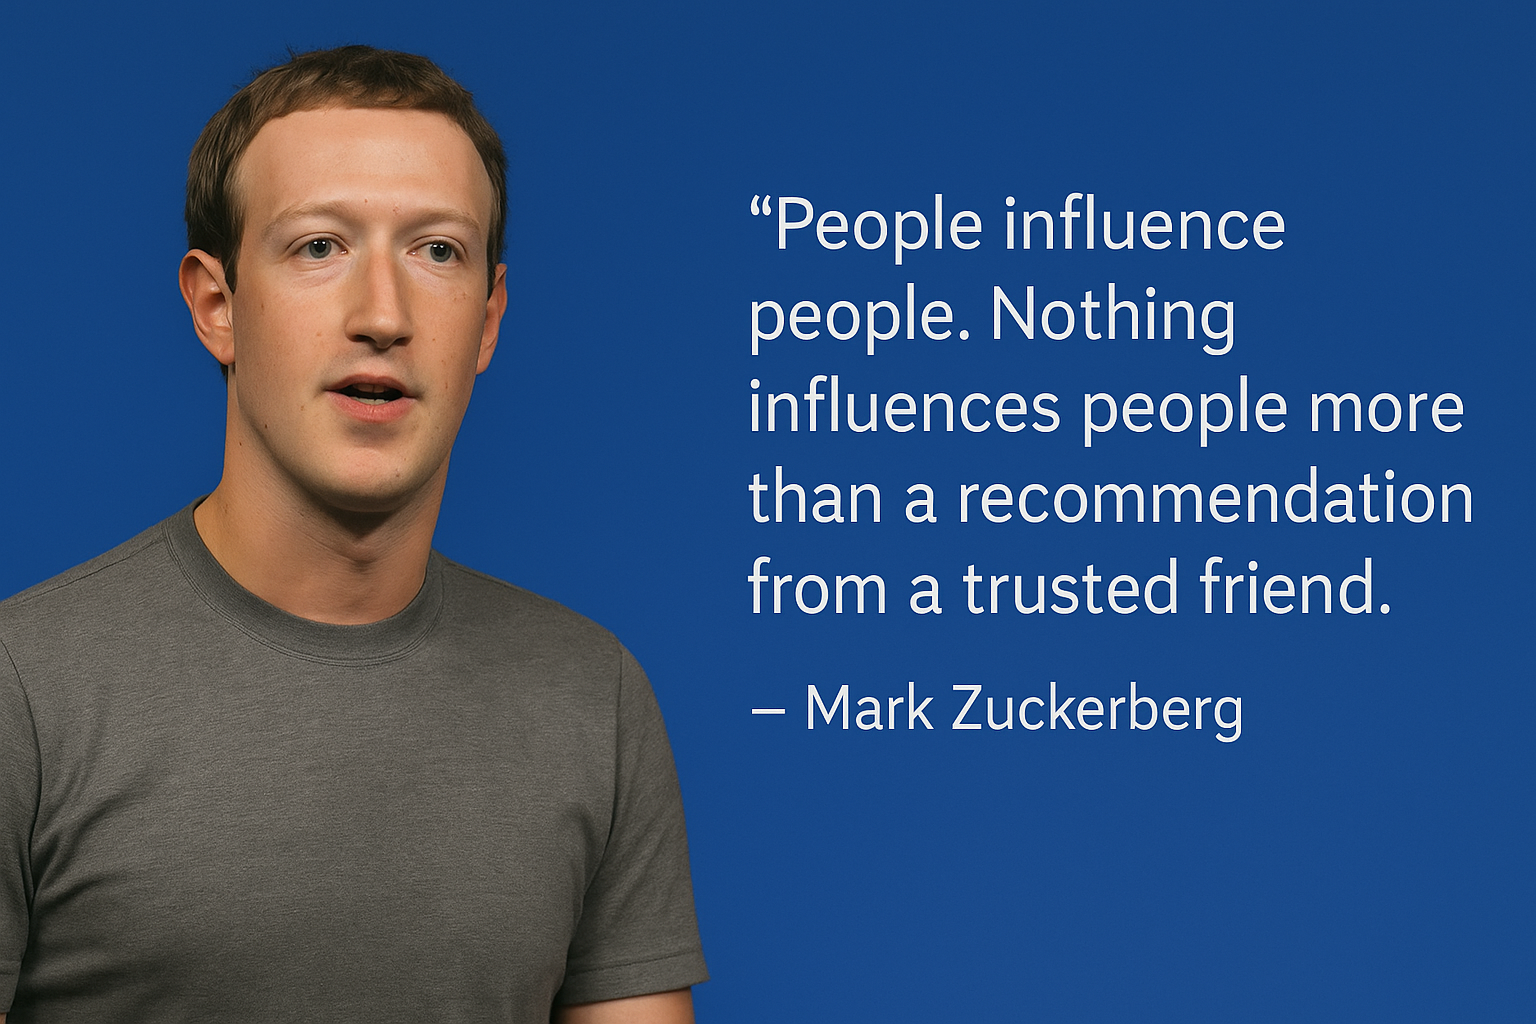 “People influence
people. Nothing
influences people more
than a recommendation
from a trusted friend.
– Mark Zuckerberg